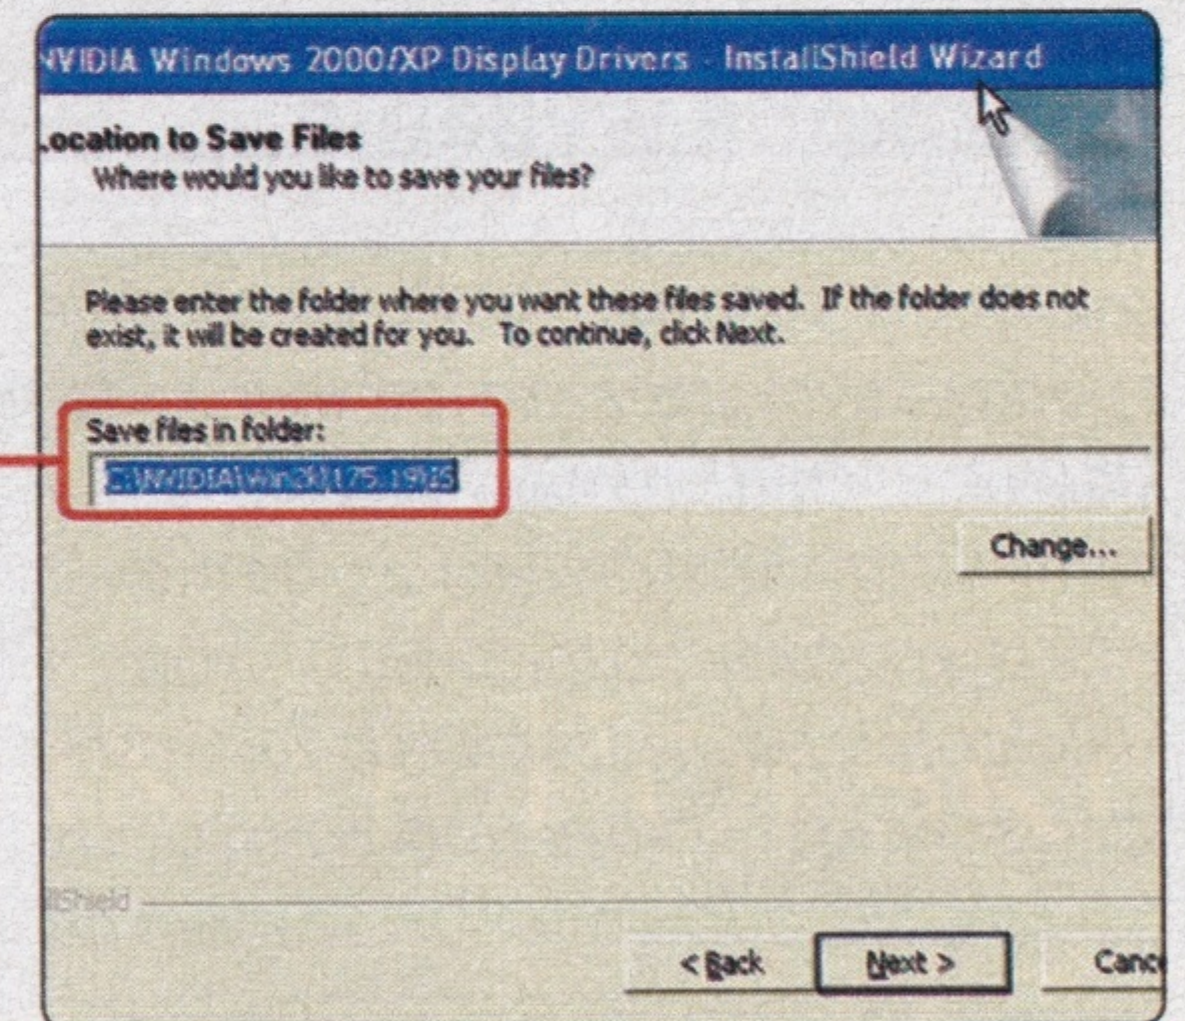 NVIDIA Windows 2000/XP Display Drivers - InstallShield Wizard
Location to Save Files
Where would you like to save your files?
Please enter the folder where you want these files saved. If the folder does not
exist, it will be created for you. To continue, click Next.
Save files in folder:
C:\NVIDIA\Win2k\175.19\IS
Change...
llShield
< Back
Next >
Canc